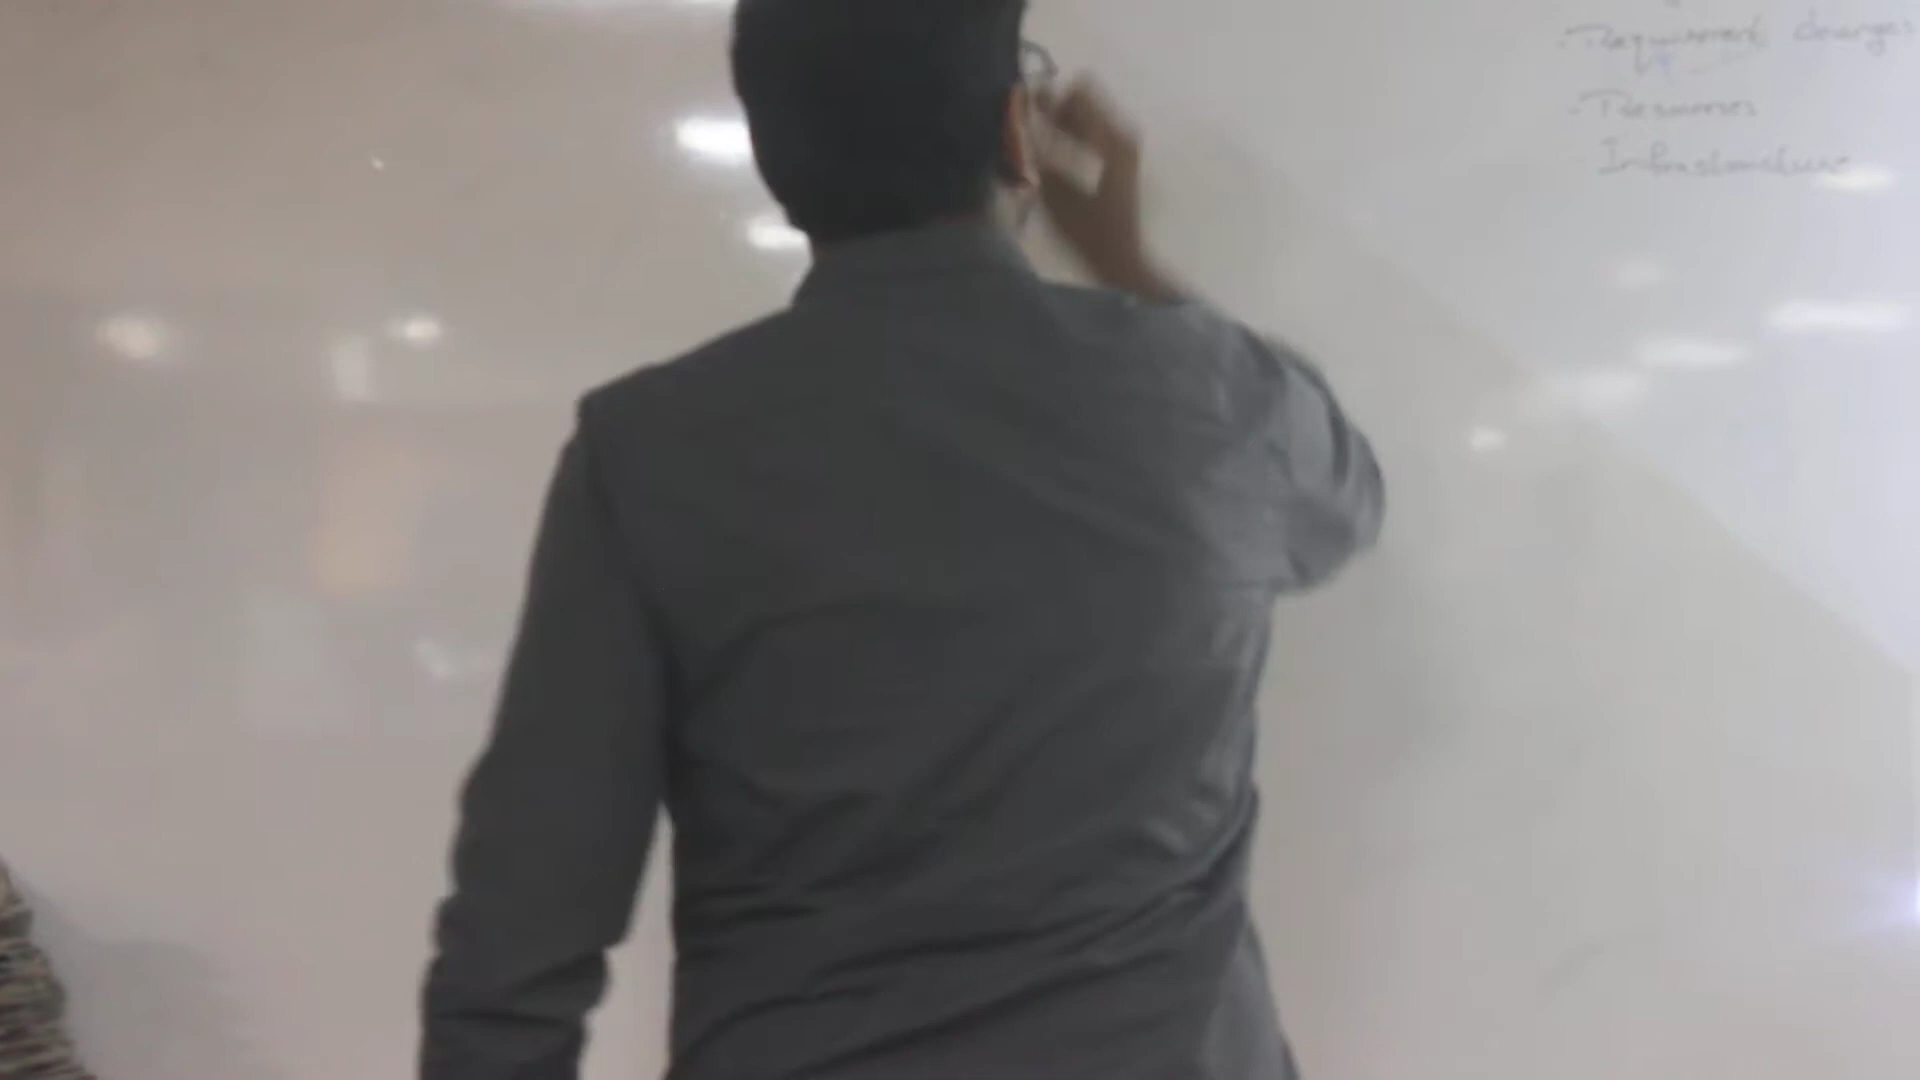 - Requirement changes
- Resources
Infrastructure